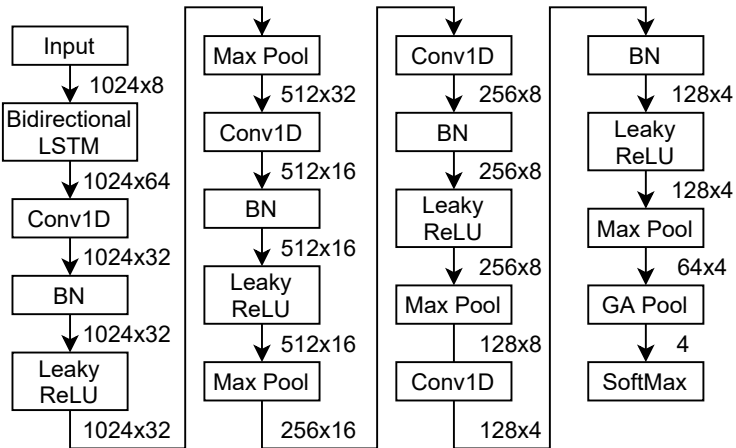 Input
1024x8
Bidirectional
LSTM
1024x64
Conv1D
1024x32
BN
1024x32
Leaky
ReLU
1024x32
Max Pool
512x32
Conv1D
512x16
BN
512x16
Leaky
ReLU
512x16
Max Pool
256x16
Conv1D
256x8
BN
256x8
Leaky
ReLU
256x8
Max Pool
128x8
Conv1D
128x4
BN
128x4
Leaky
ReLU
128x4
Max Pool
64x4
GA Pool
4
SoftMax